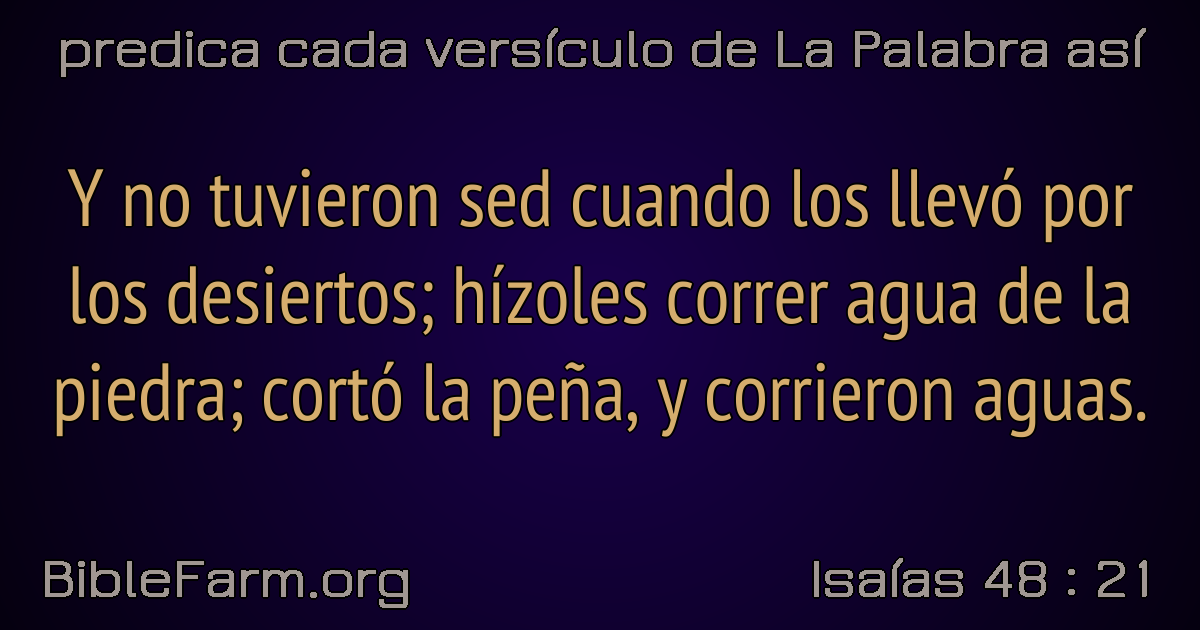 predica cada versículo de La Palabra así
Y no tuvieron sed cuando los llevó por
los desiertos; hízoles correr agua de la
piedra; cortó la peña, y corrieron aguas.
BibleFarm.org
Isaías 48 : 21